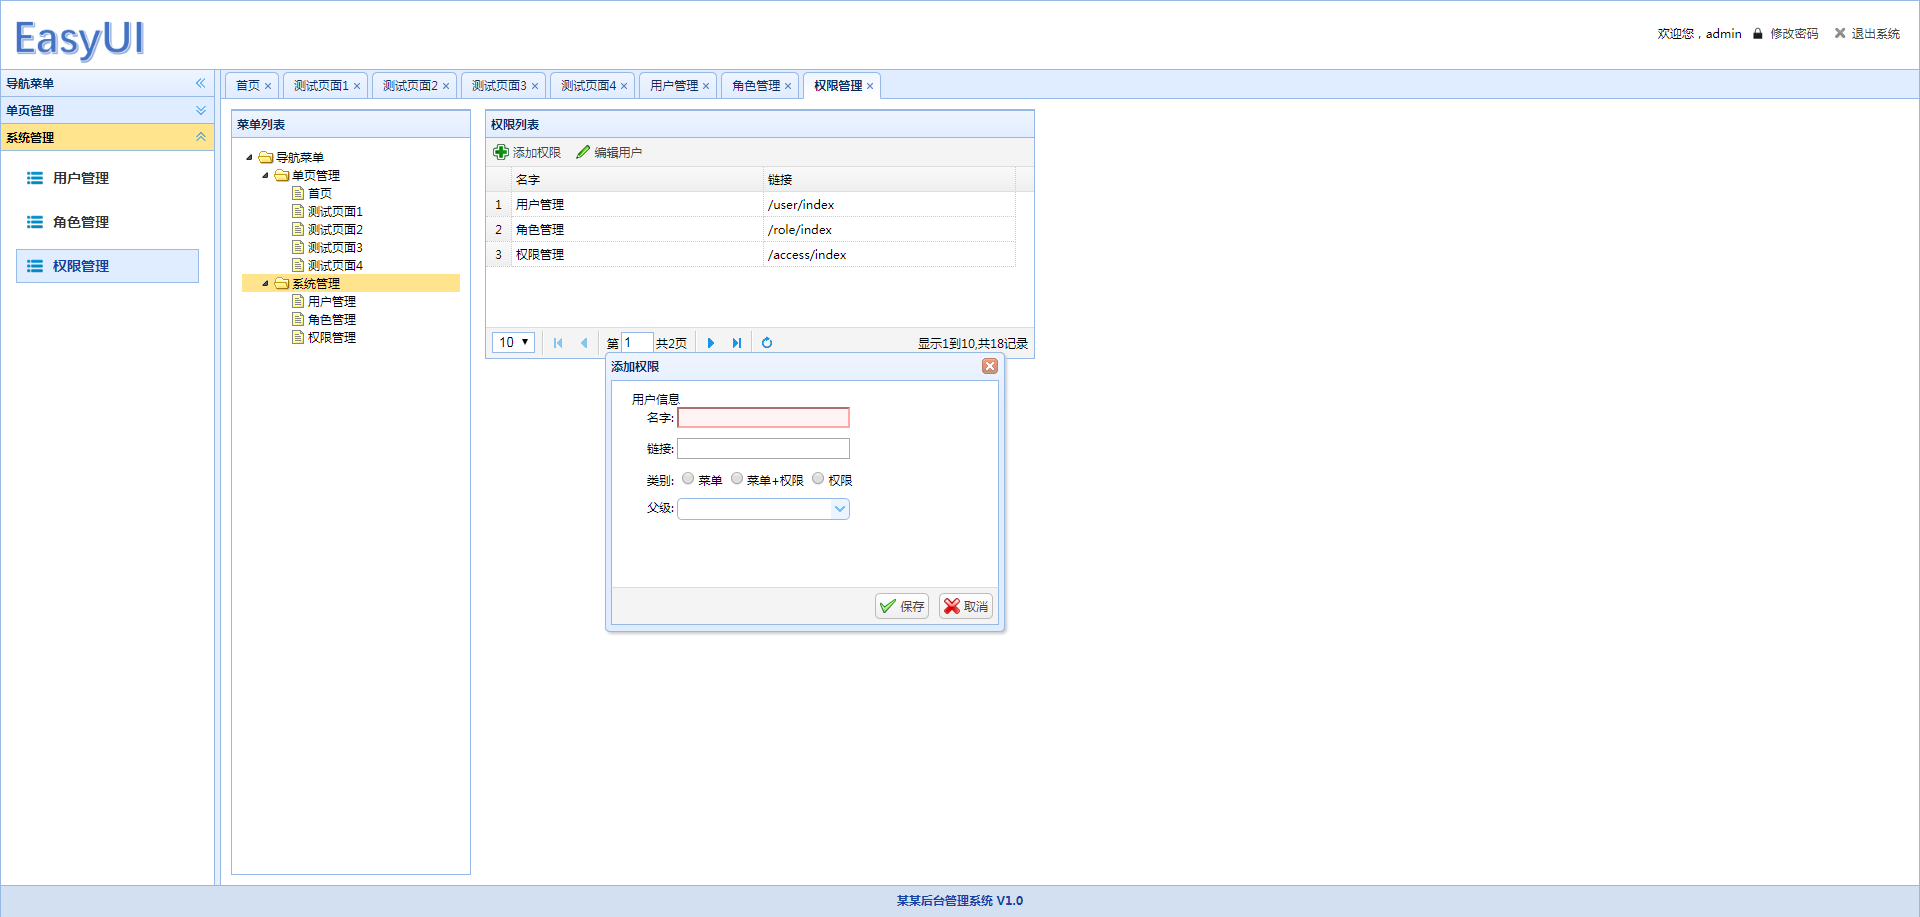 EasyUI
欢迎您，admin 修改密码 退出系统
导航菜单
单页管理
系统管理
用户管理
角色管理
权限管理
首页 测试页面1 测试页面2 测试页面3 测试页面4 用户管理 角色管理 权限管理
菜单列表
导航菜单
单页管理
首页
测试页面1
测试页面2
测试页面3
测试页面4
系统管理
用户管理
角色管理
权限管理
权限列表
添加权限 编辑用户
名字 链接
1 用户管理 /user/index
2 角色管理 /role/index
3 权限管理 /access/index
10 第 1 共2页 显示1到10,共18记录
添加权限
用户信息
名字:
链接:
类别: 菜单 菜单+权限 权限
父级:
保存 取消
某某后台管理系统 V1.0